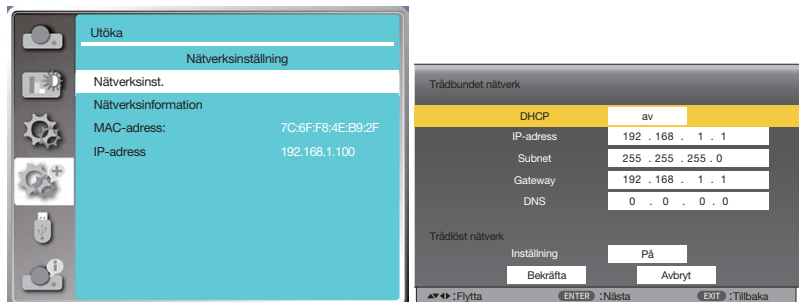 Utöka
Nätverksinställning
Nätverksinst.
Nätverksinformation
MAC-adress: 7C:6F:F8:4E:B9:2F
IP-adress 192.168.1.100
Trådbundet nätverk
DHCP av
IP-adress 192 . 168 . 1 . 1
Subnet 255 . 255 . 255 . 0
Gateway 192 . 168 . 1 . 1
DNS 0 . 0 . 0 . 0
Trådlöst nätverk
Inställning På
Bekräfta Avbryt
▲▼◀▶ :Flytta ENTER :Nästa EXIT :Tillbaka